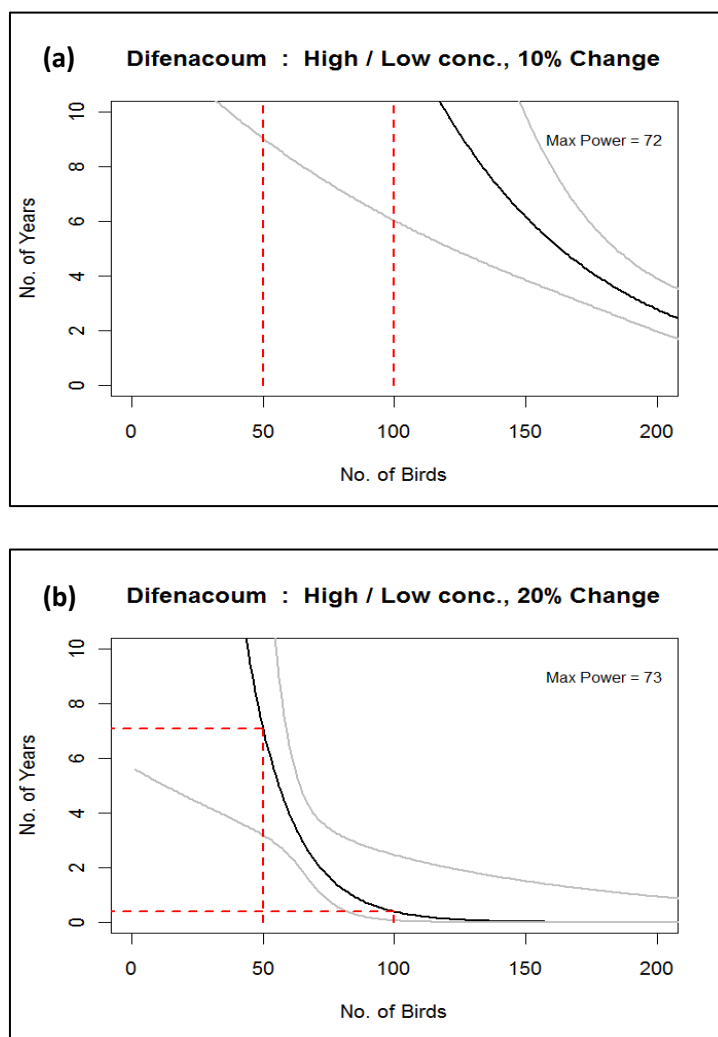 (a) Difenacoum : High / Low conc., 10% Change
10
8
6
4
2
0
No. of Years
Max Power = 72
0 50 100 150 200
No. of Birds
(b) Difenacoum : High / Low conc., 20% Change
10
8
6
4
2
0
No. of Years
Max Power = 73
0 50 100 150 200
No. of Birds